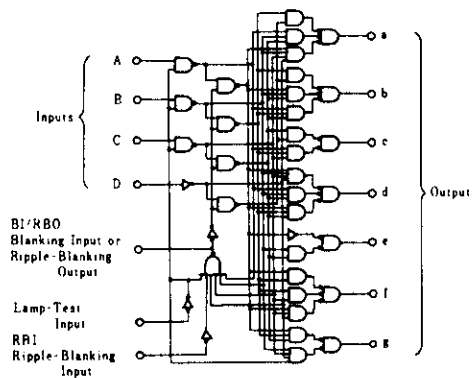 A
B
C
D
Inputs
BI/RBO
Blanking Input or
Ripple-Blanking
Output
Lamp-Test
Input
RBI
Ripple-Blanking
Input
a
b
c
d
e
f
g
Output